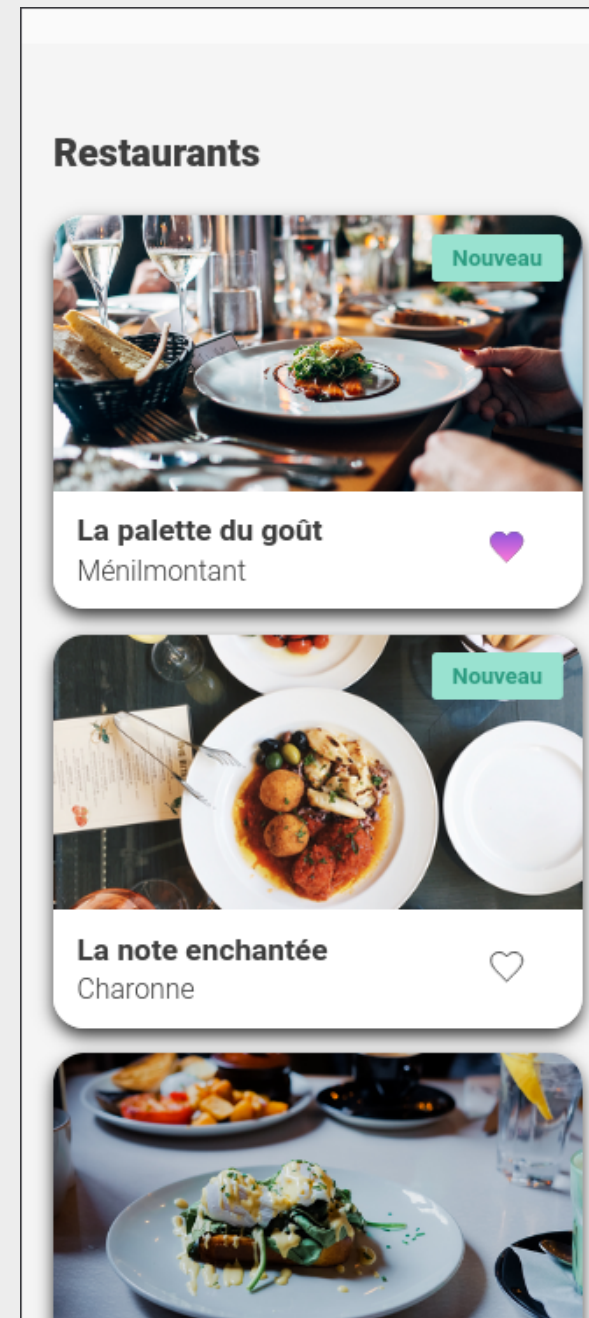 Restaurants
Nouveau
La palette du goût
Ménilmontant
Nouveau
La note enchantée
Charonne